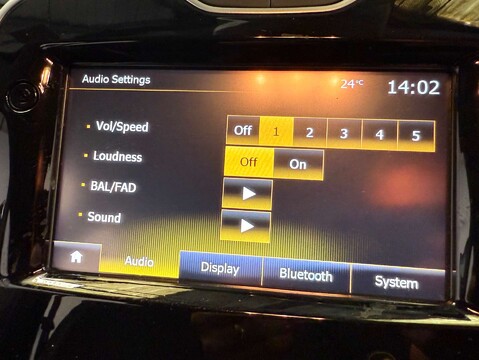 Audio Settings 24°C 14:02
Vol/Speed Off 1 2 3 4 5
Loudness Off On
BAL/FAD
Sound
Audio Display Bluetooth System